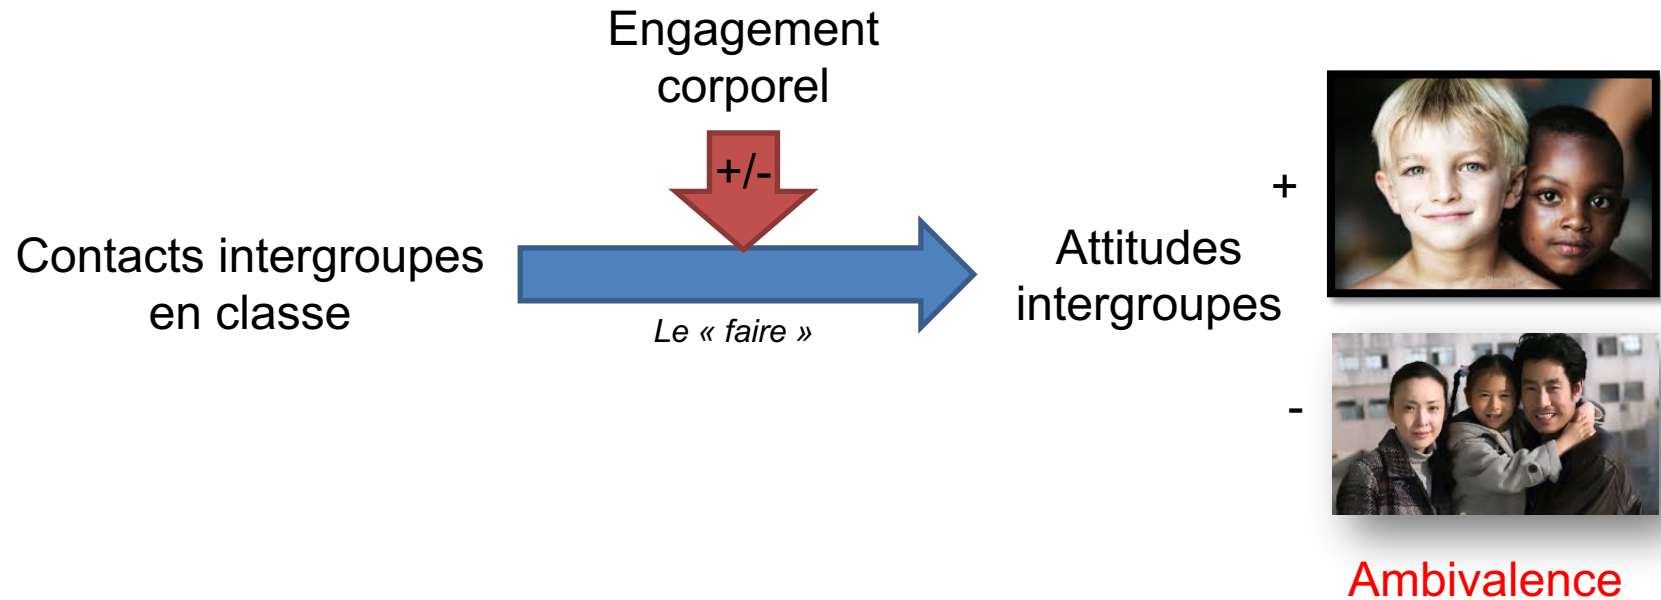 Engagement
corporel
+/-
Contacts intergroupes
en classe
Le « faire »
Attitudes
intergroupes
+
-
Ambivalence